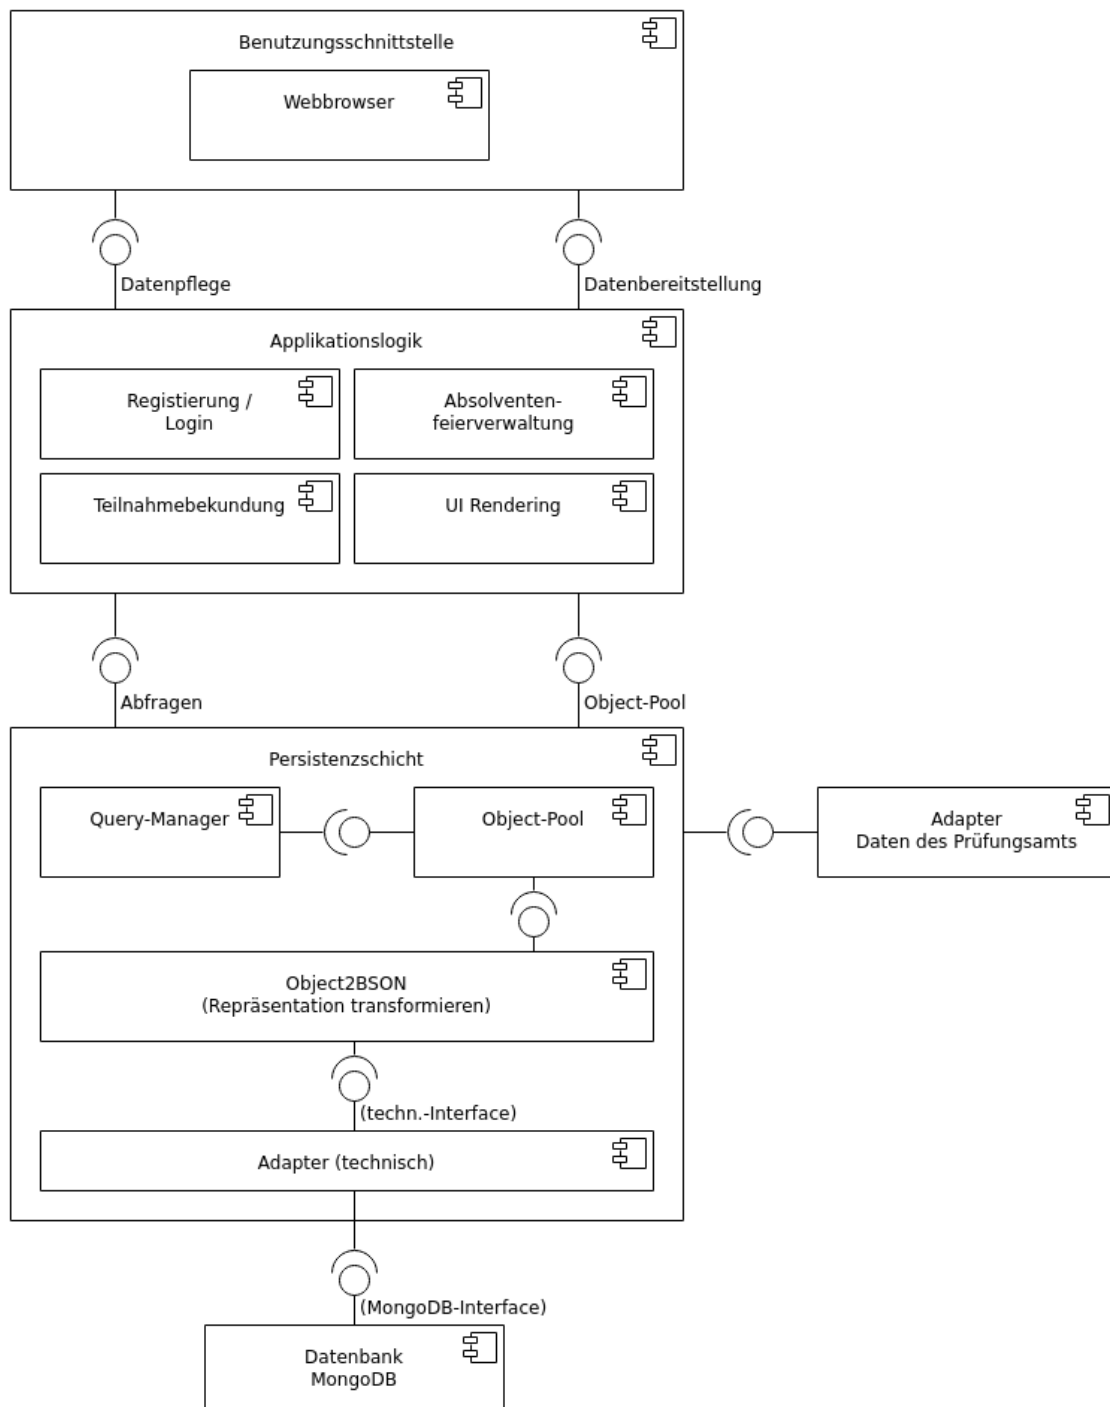 Benutzungsschnittstelle
Webbrowser
Datenpflege
Datenbereitstellung
Applikationslogik
Registierung /
Login
Absolventen-
feierverwaltung
Teilnahmebekundung
UI Rendering
Abfragen
Object-Pool
Persistenzschicht
Query-Manager
Object-Pool
Adapter
Daten des Prüfungsamts
Object2BSON
(Repräsentation transformieren)
(techn.-Interface)
Adapter (technisch)
(MongoDB-Interface)
Datenbank
MongoDB